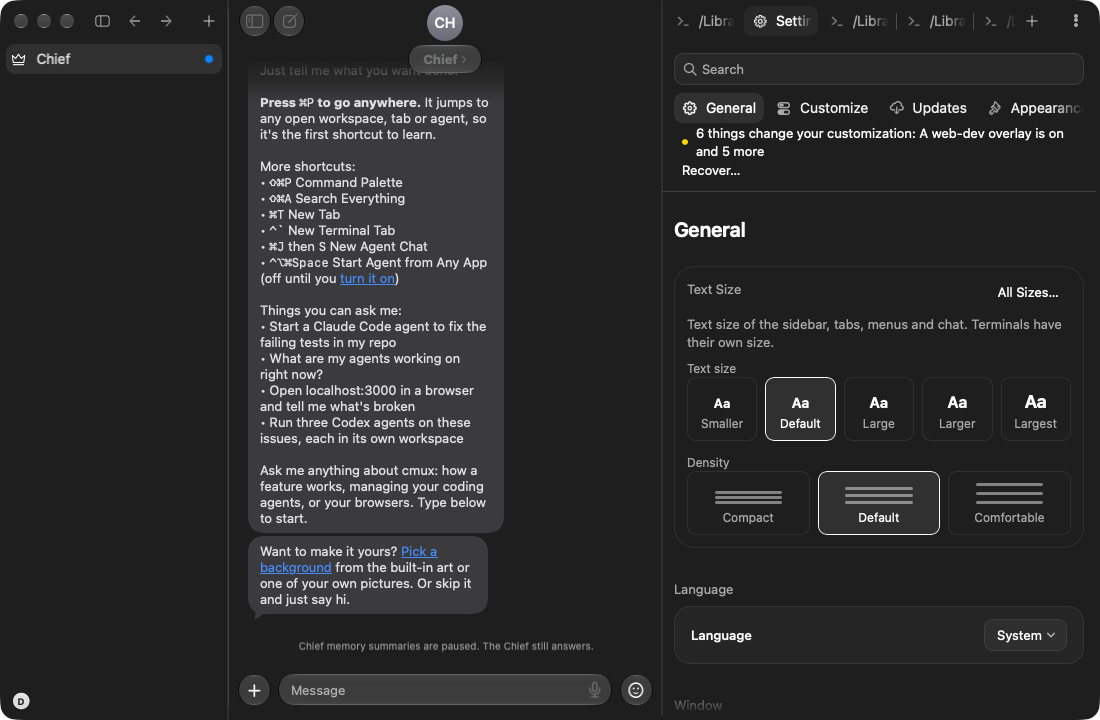 Chief
CH
Chief
Just tell me what you want done.
Press ⌘P to go anywhere. It jumps to
any open workspace, tab or agent, so
it's the first shortcut to learn.
More shortcuts:
• ⇧⌘P Command Palette
• ⇧⌘A Search Everything
• ⌘T New Tab
• ^` New Terminal Tab
• ⌘J then S New Agent Chat
• ^⌥⌘Space Start Agent from Any App
(off until you turn it on)
Things you can ask me:
• Start a Claude Code agent to fix the
failing tests in my repo
• What are my agents working on
right now?
• Open localhost:3000 in a browser
and tell me what's broken
• Run three Codex agents on these
issues, each in its own workspace
Ask me anything about cmux: how a
feature works, managing your coding
agents, or your browsers. Type below
to start.
Want to make it yours? Pick a
background from the built-in art or
one of your own pictures. Or skip it
and just say hi.
Chief memory summaries are paused. The Chief still answers.
Message
D
/Libra Settin /Libra /Libra /L
Search
General Customize Updates Appearanc
6 things change your customization: A web-dev overlay is on
and 5 more
Recover...
General
Text Size
All Sizes...
Text size of the sidebar, tabs, menus and chat. Terminals have
their own size.
Text size
Aa Aa Aa Aa Aa
Smaller Default Large Larger Largest
Density
Compact Default Comfortable
Language
Language System
Window